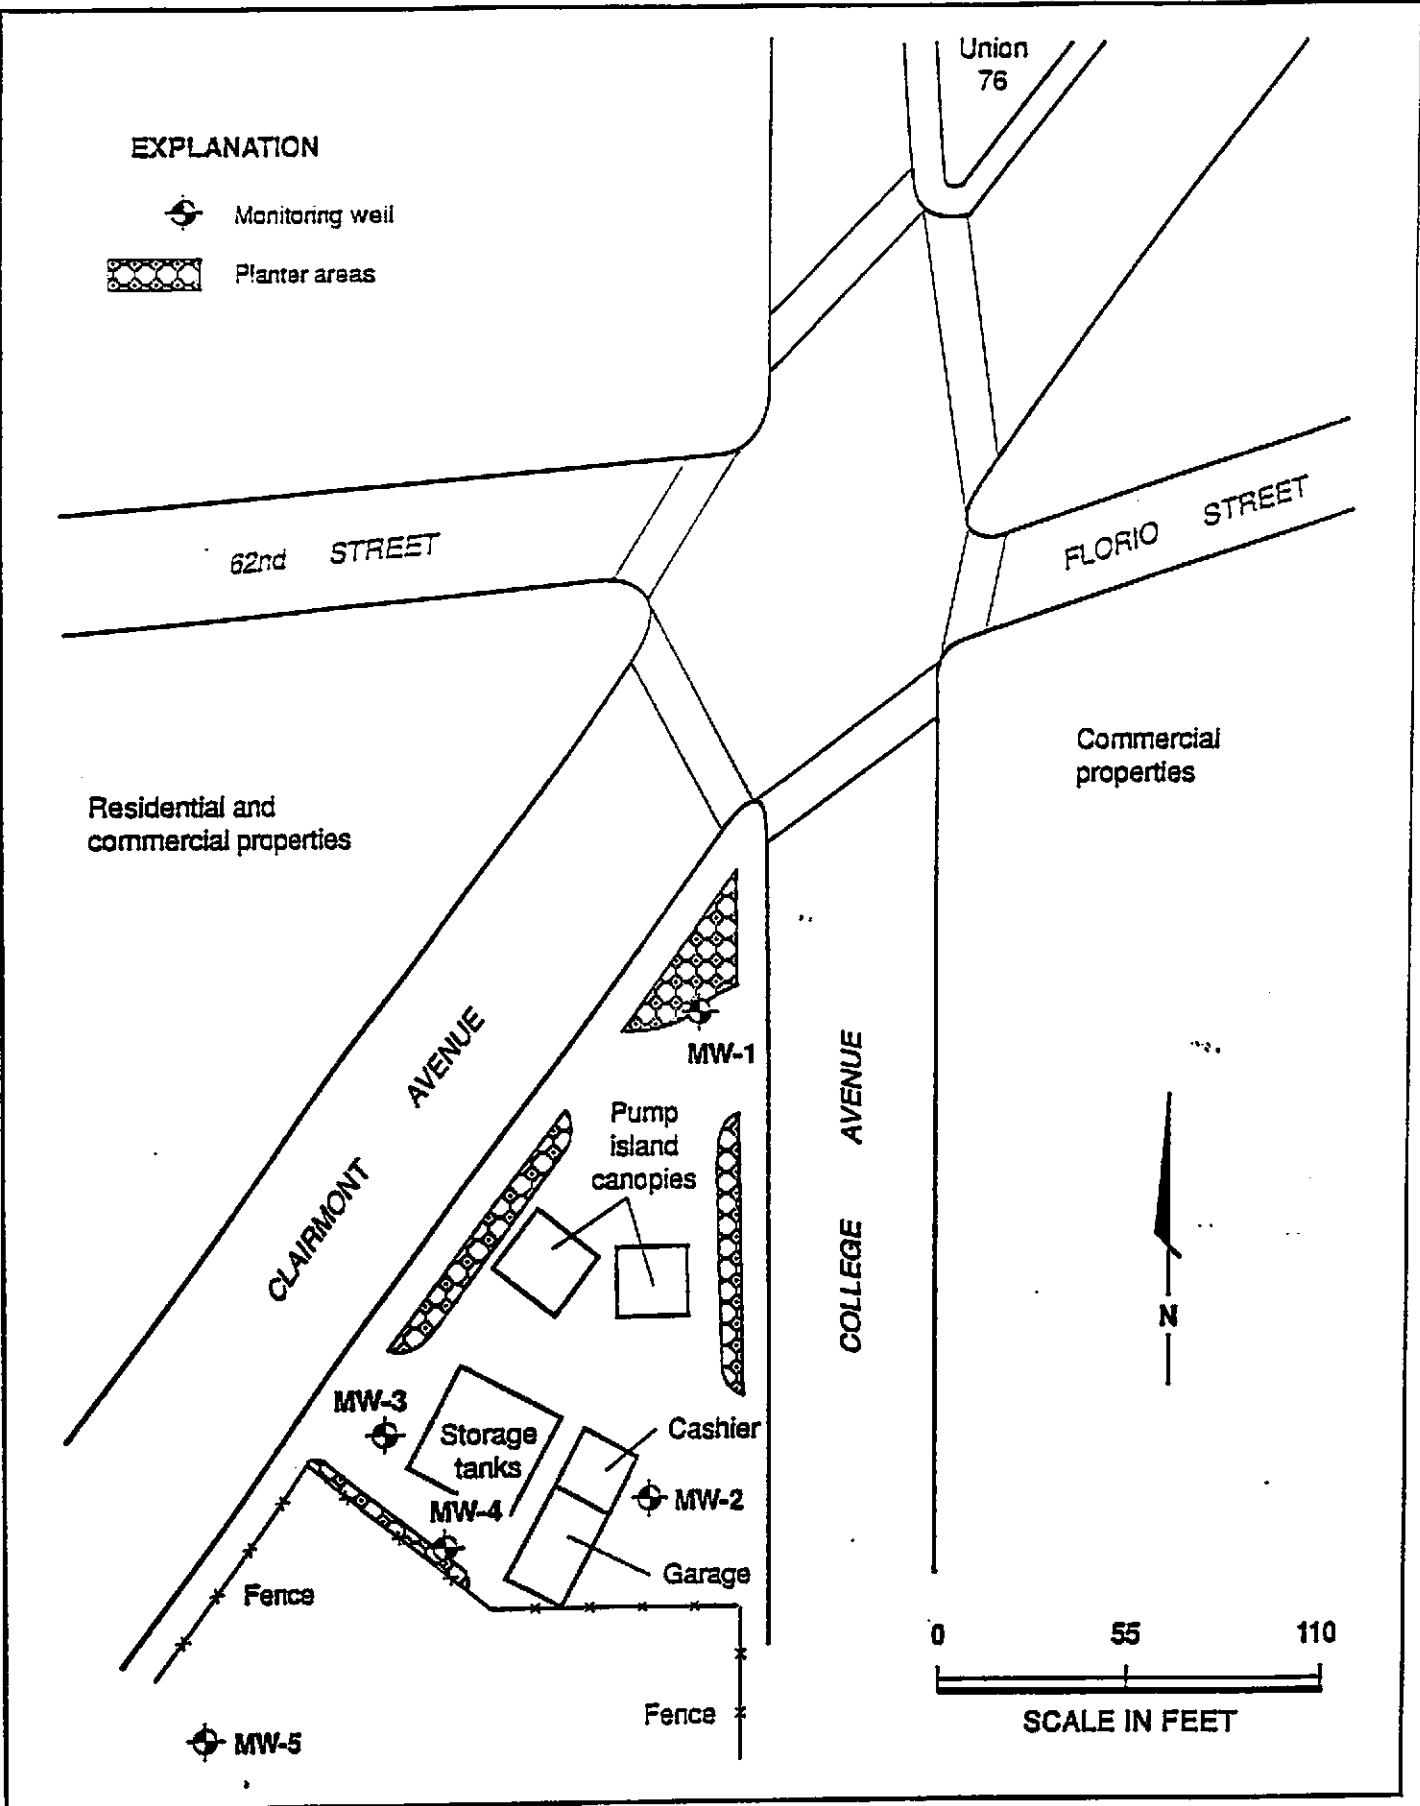 Union
76
EXPLANATION
Monitoring well
Planter areas
62nd STREET
FLORIO STREET
Commercial
properties
Residential and
commercial properties
MW-1
CLAIRMONT AVENUE
COLLEGE AVENUE
Pump
island
canopies
N
MW-3
Storage
tanks
Cashier
MW-4
MW-2
Garage
Fence
Fence
MW-5
0 55 110
SCALE IN FEET